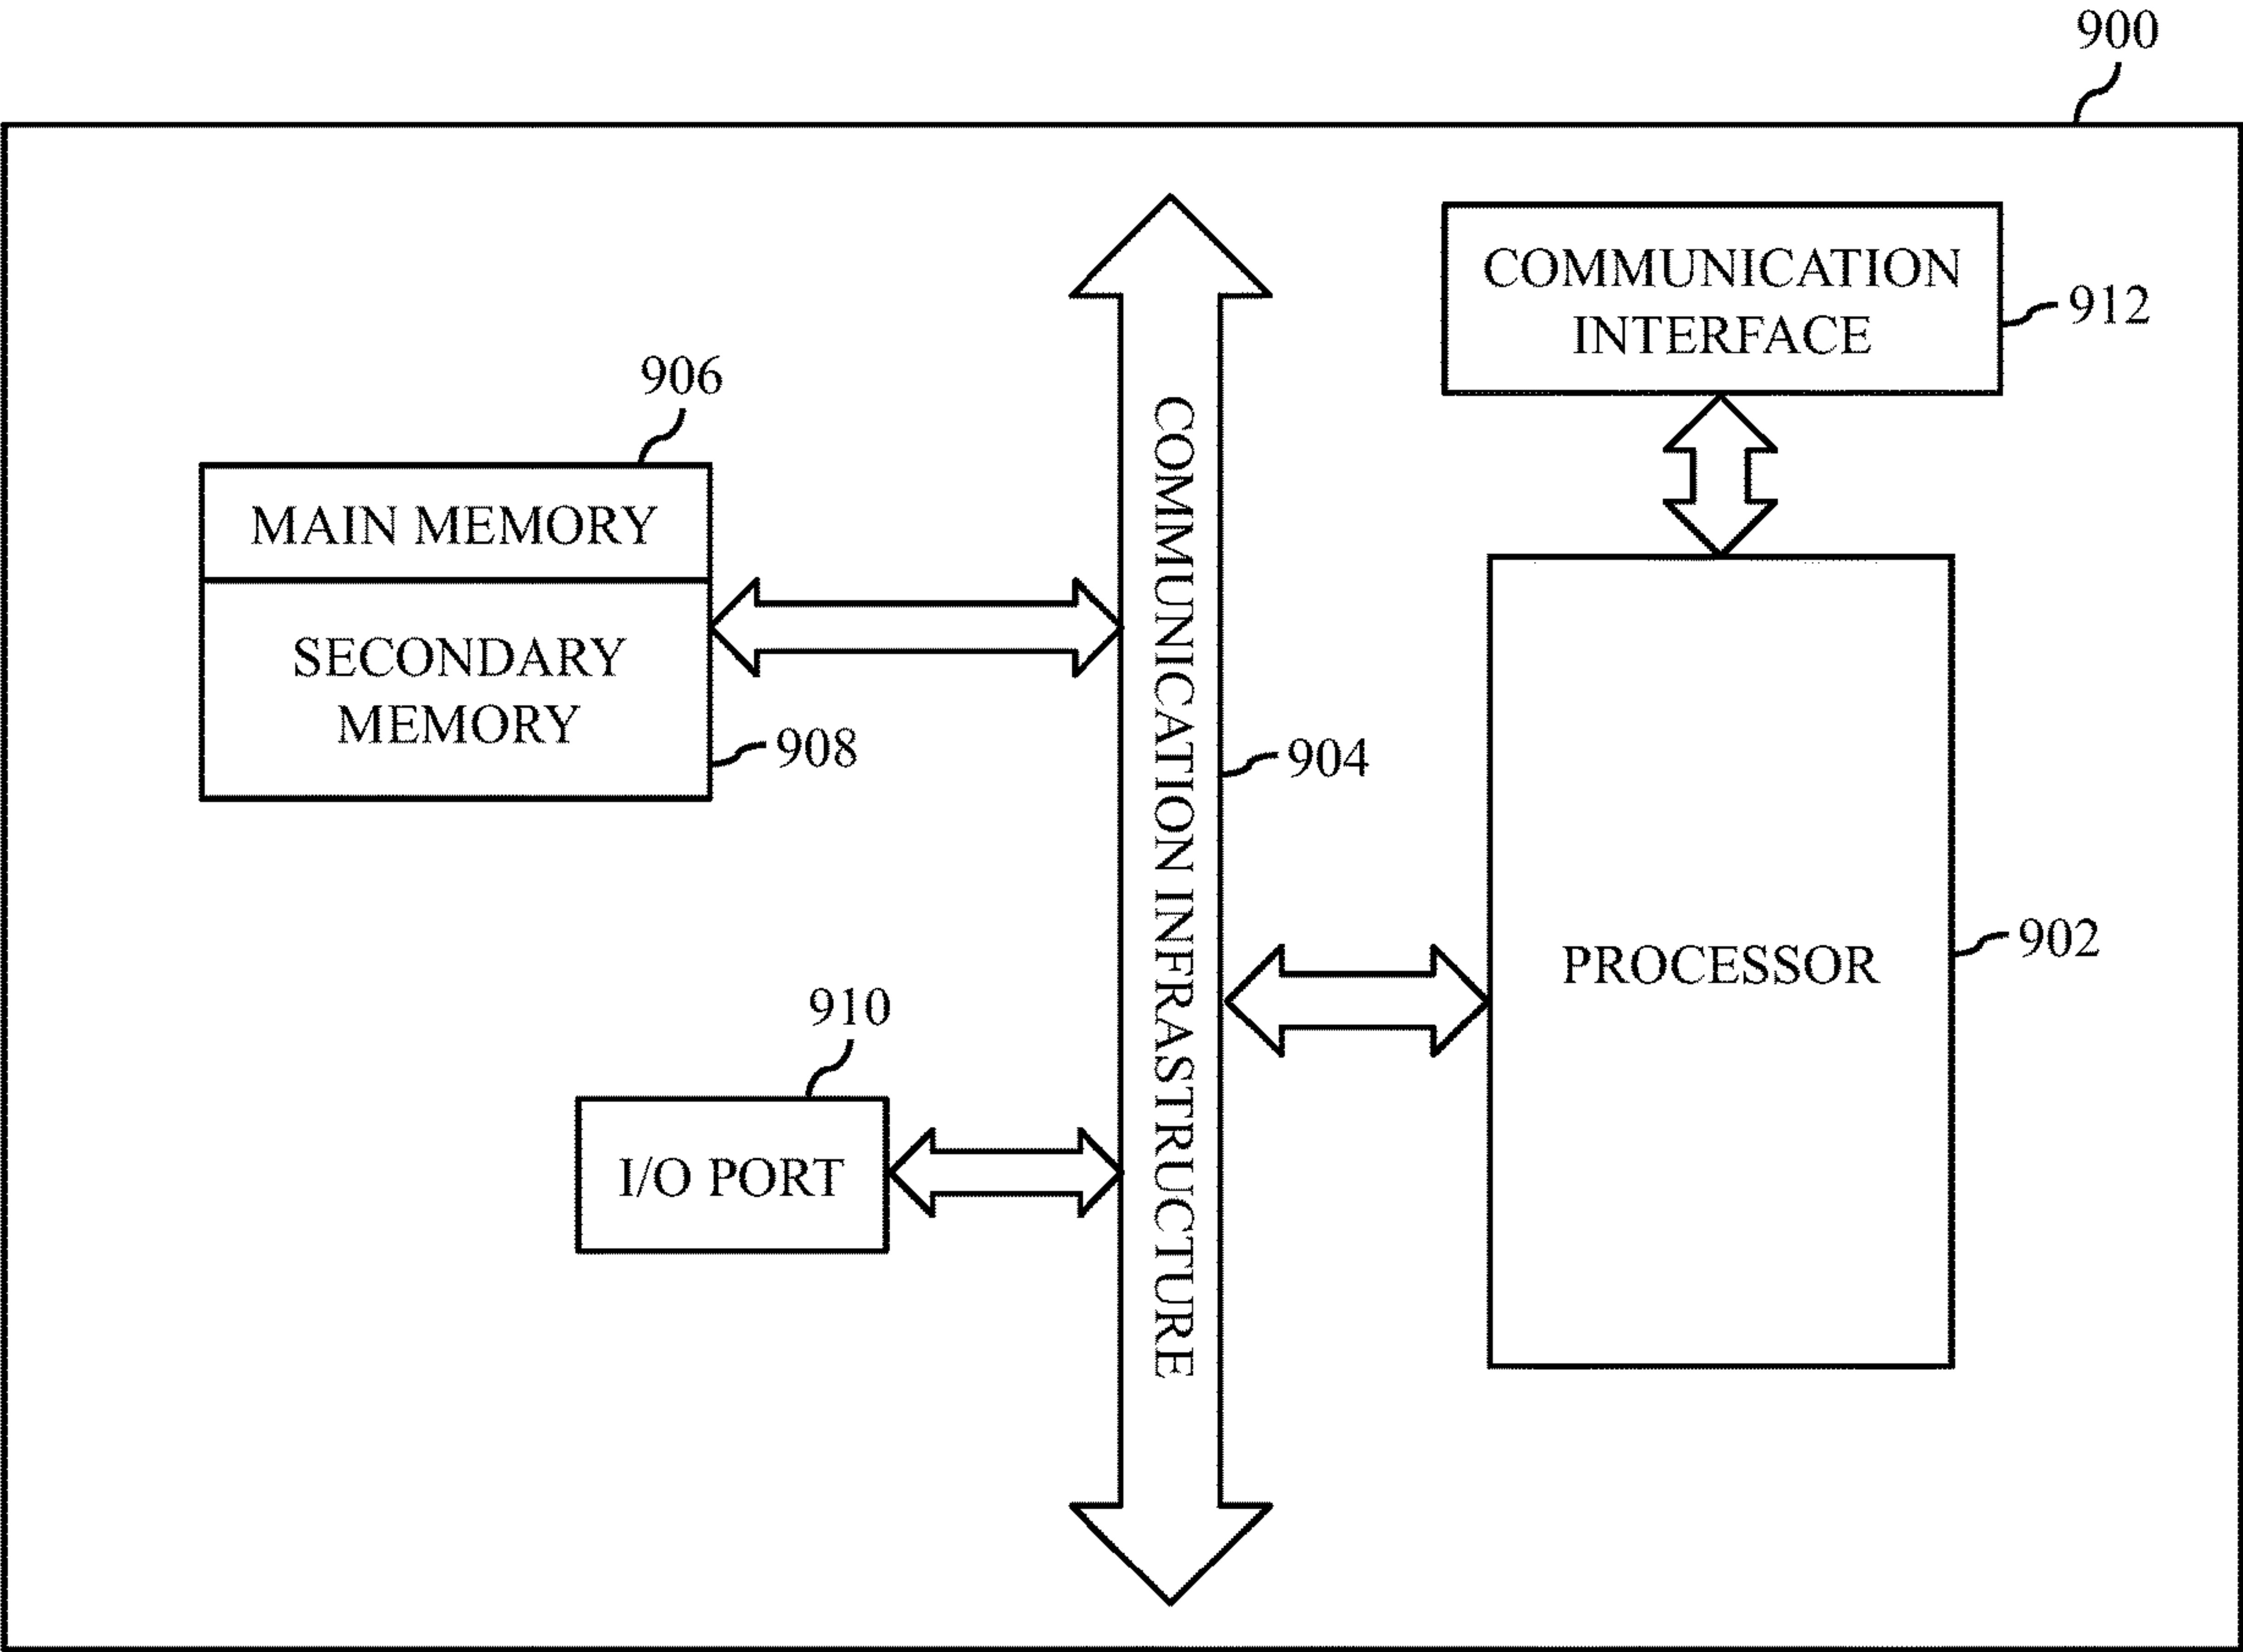 900
COMMUNICATION
INTERFACE
912
906
MAIN MEMORY
SECONDARY
MEMORY
908
COMMUNICATION INFRASTRUCTURE
904
PROCESSOR
902
910
I/O PORT